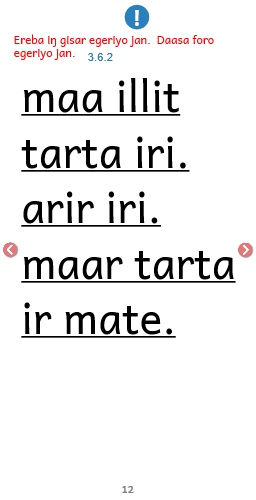 !
Ereba iŋ gisar egeriyo jan. Daasa foro
egeriyo jan. 3.6.2
maa illit
tarta iri.
arir iri.
maar tarta
ir mate.
12